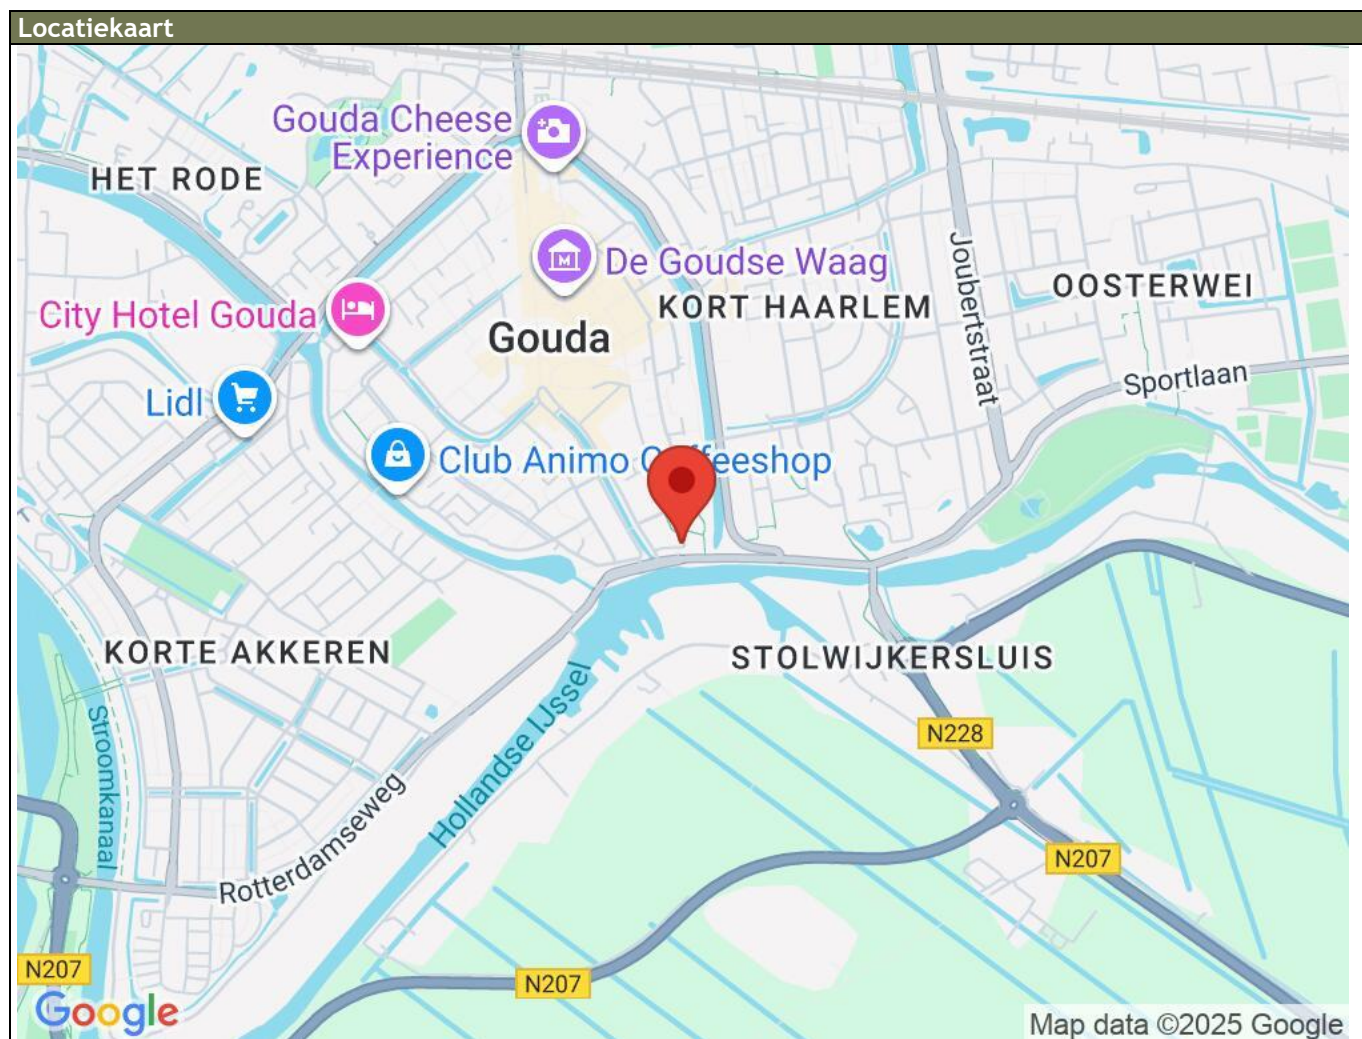 Locatiekaart
Gouda Cheese
Experience
HET RODE
De Goudse Waag
Joubertstraat
OOSTERWEI
KORT HAARLEM
City Hotel Gouda
Gouda
Sportlaan
Lidl
Club Animo Coffeeshop
KORTE AKKEREN
STOLWIJKERSLUIS
Hollandse IJssel
Stroomkanaal
N228
Rotterdamseweg
N207
N207
N207
Google
Map data ©2025 Google